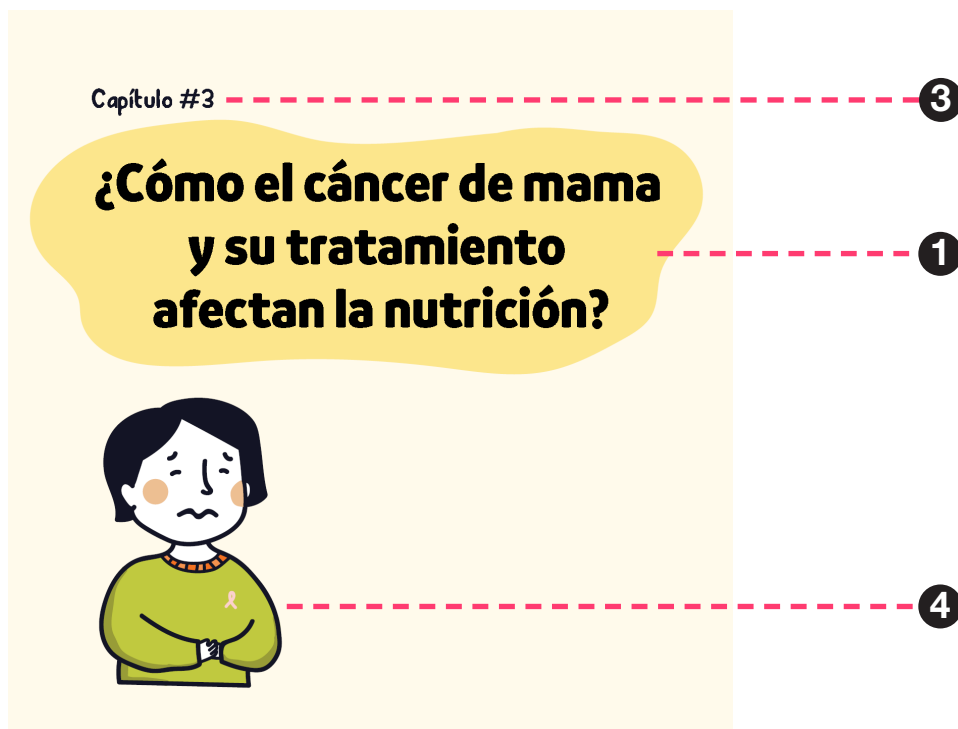 Capítulo #3
3
¿Cómo el cáncer de mama
y su tratamiento
afectan la nutrición?
1
4